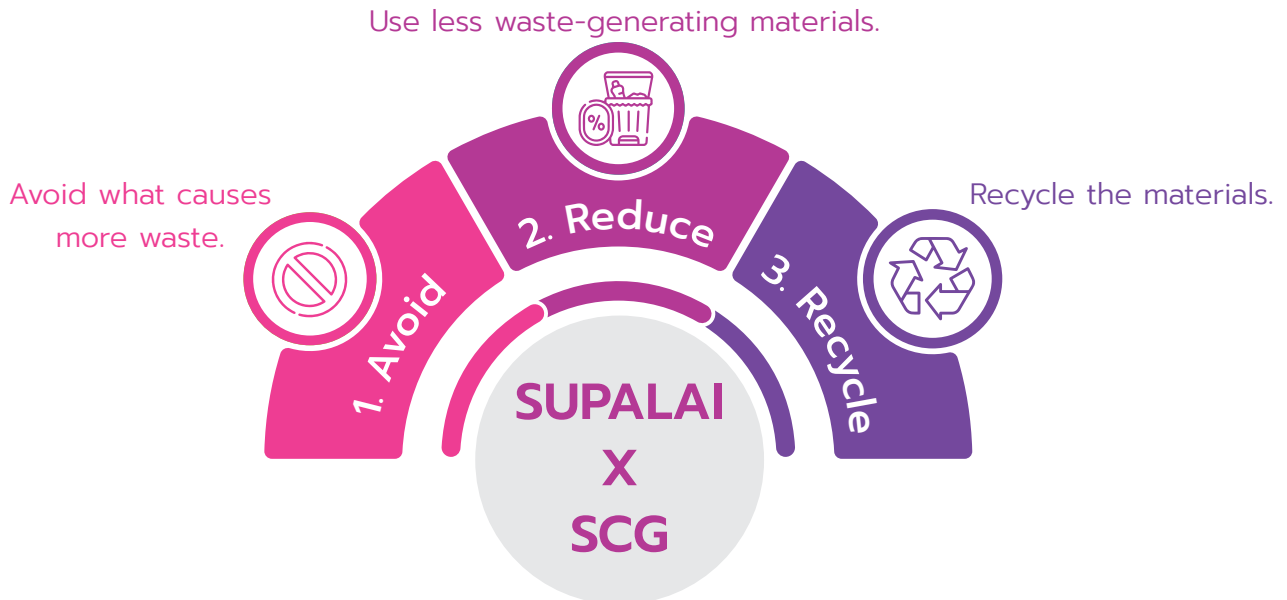 Use less waste-generating materials.
Avoid what causes
more waste.
Recycle the materials.
%
1. Avoid
2. Reduce
3. Recycle
SUPALAI
X
SCG